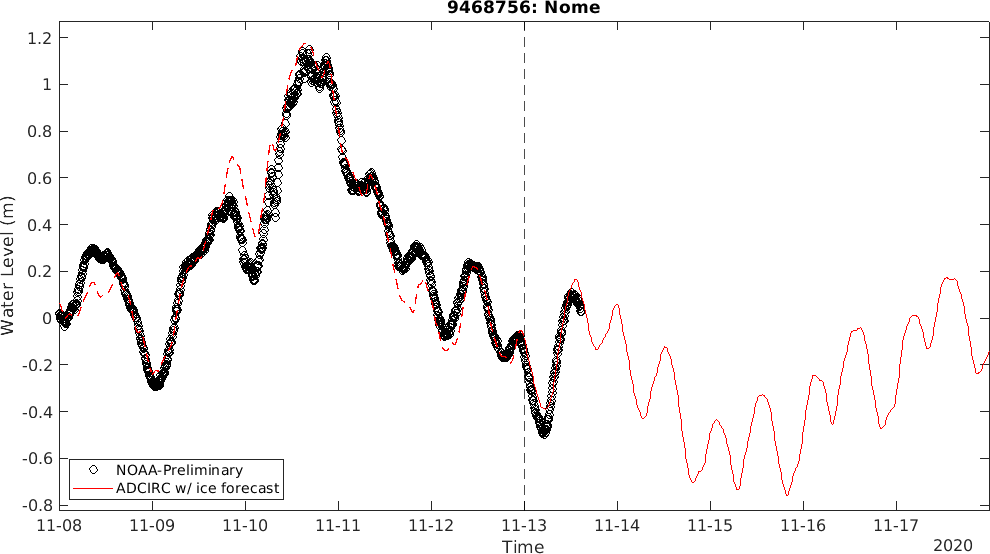 9468756: Nome
1.2
1
0.8
0.6
0.4
0.2
0
-0.2
-0.4
-0.6
-0.8
Water Level (m)
NOAA-Preliminary
ADCIRC w/ ice forecast
11-08 11-09 11-10 11-11 11-12 11-13 11-14 11-15 11-16 11-17
Time
2020